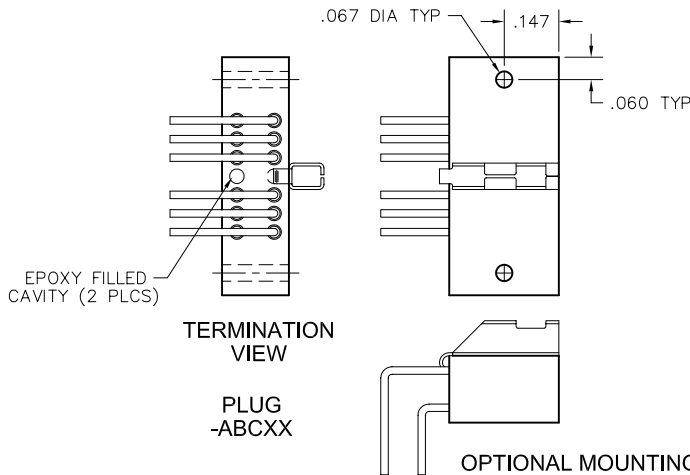 .067 DIA TYP
.147
.060 TYP
EPOXY FILLED
CAVITY (2 PLCS)
TERMINATION
VIEW
PLUG
-ABCXX
OPTIONAL MOUNTING